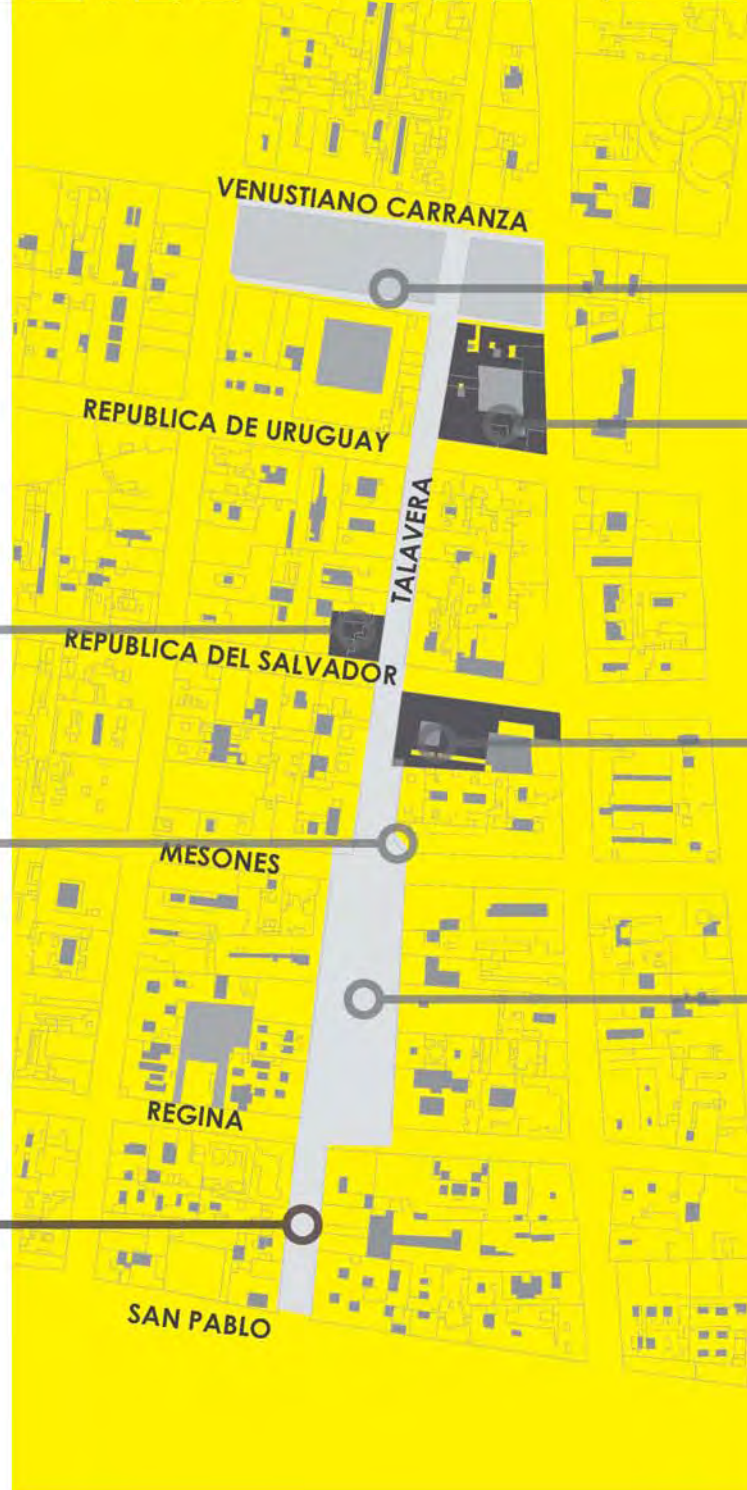 VENUSTIANO CARRANZA
REPUBLICA DE URUGUAY
TALAVERA
REPUBLICA DEL SALVADOR
MESONES
REGINA
SAN PABLO